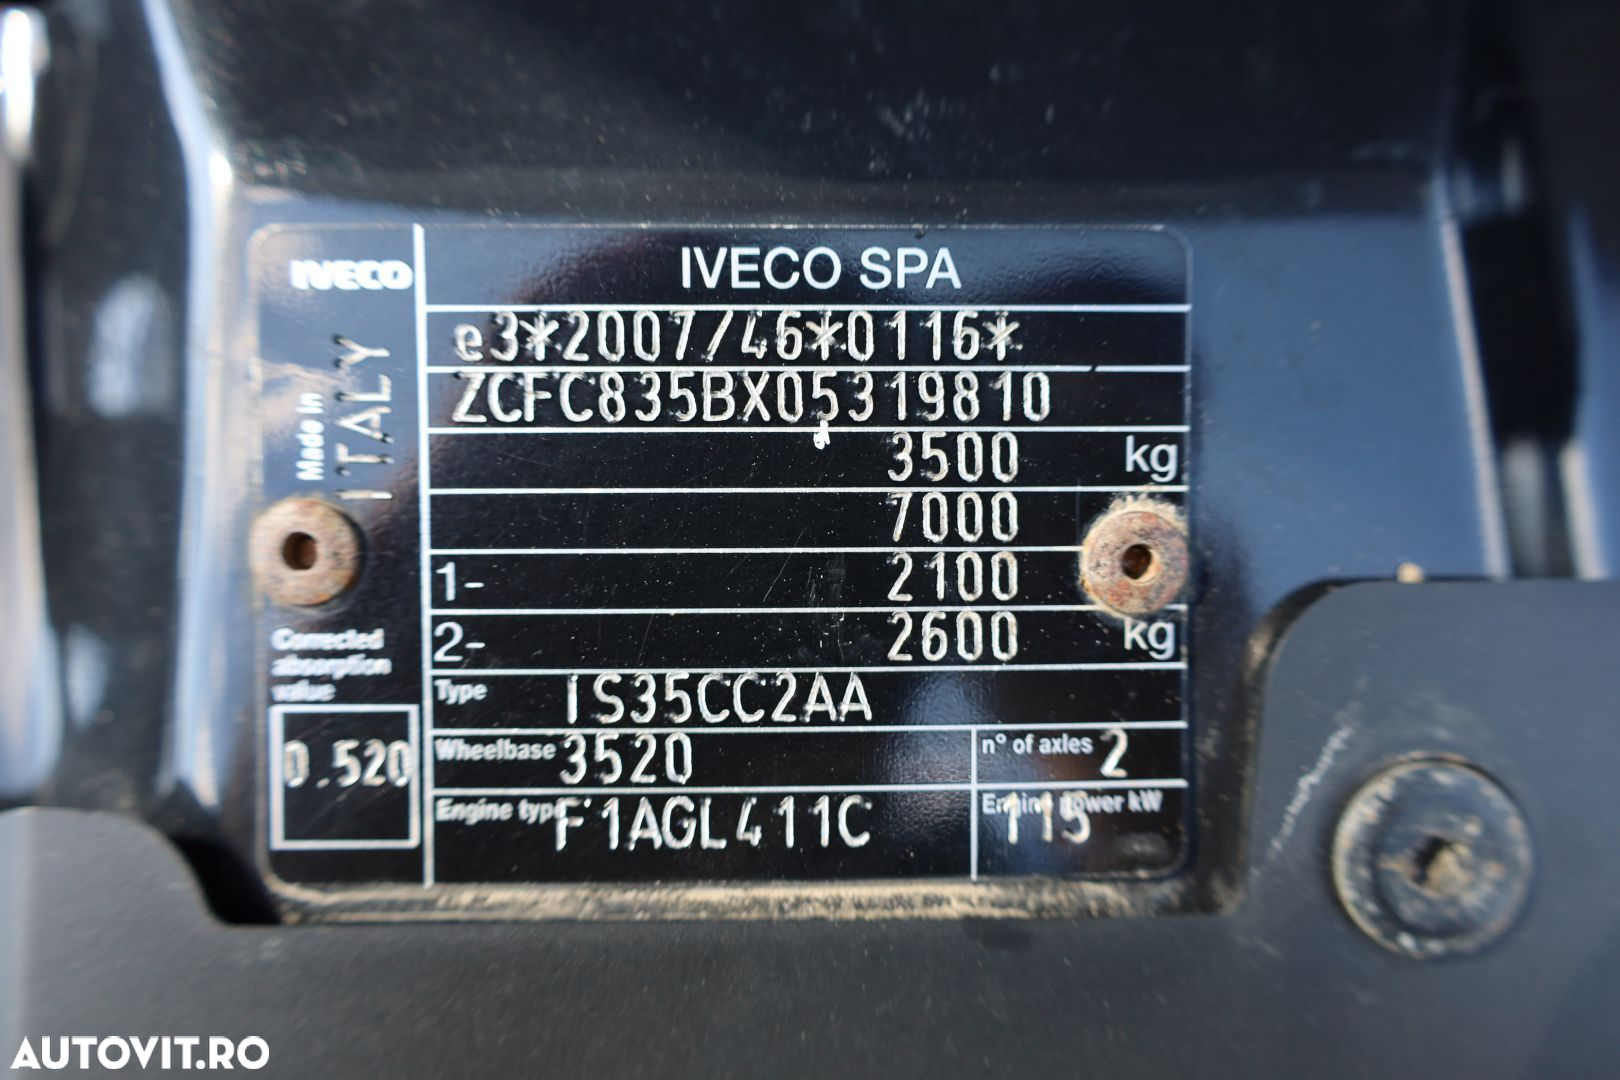 IVECO
IVECO SPA
Made in
ITALY
e3*2007/46*0116*
ZCFC835BX05319810
3500 kg
7000
1- 2100
2- 2600 kg
Corrected
absorption
value
0.520
Type IS35CC2AA
Wheelbase 3520 n° of axles 2
Engine type F1AGL411C Engine power kW 115
AUTOVIT.RO